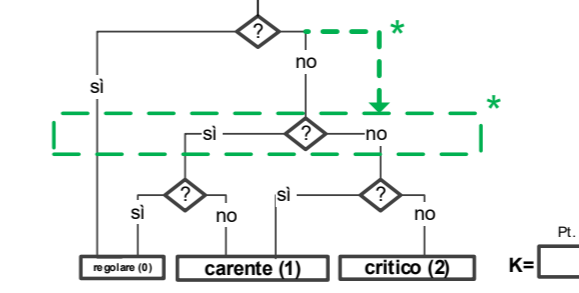 ?
*
no
sì
*
sì
?
no
?
?
sì
sì
no
no
Pt.
regolare (0)
carente (1)
critico (2)
K=